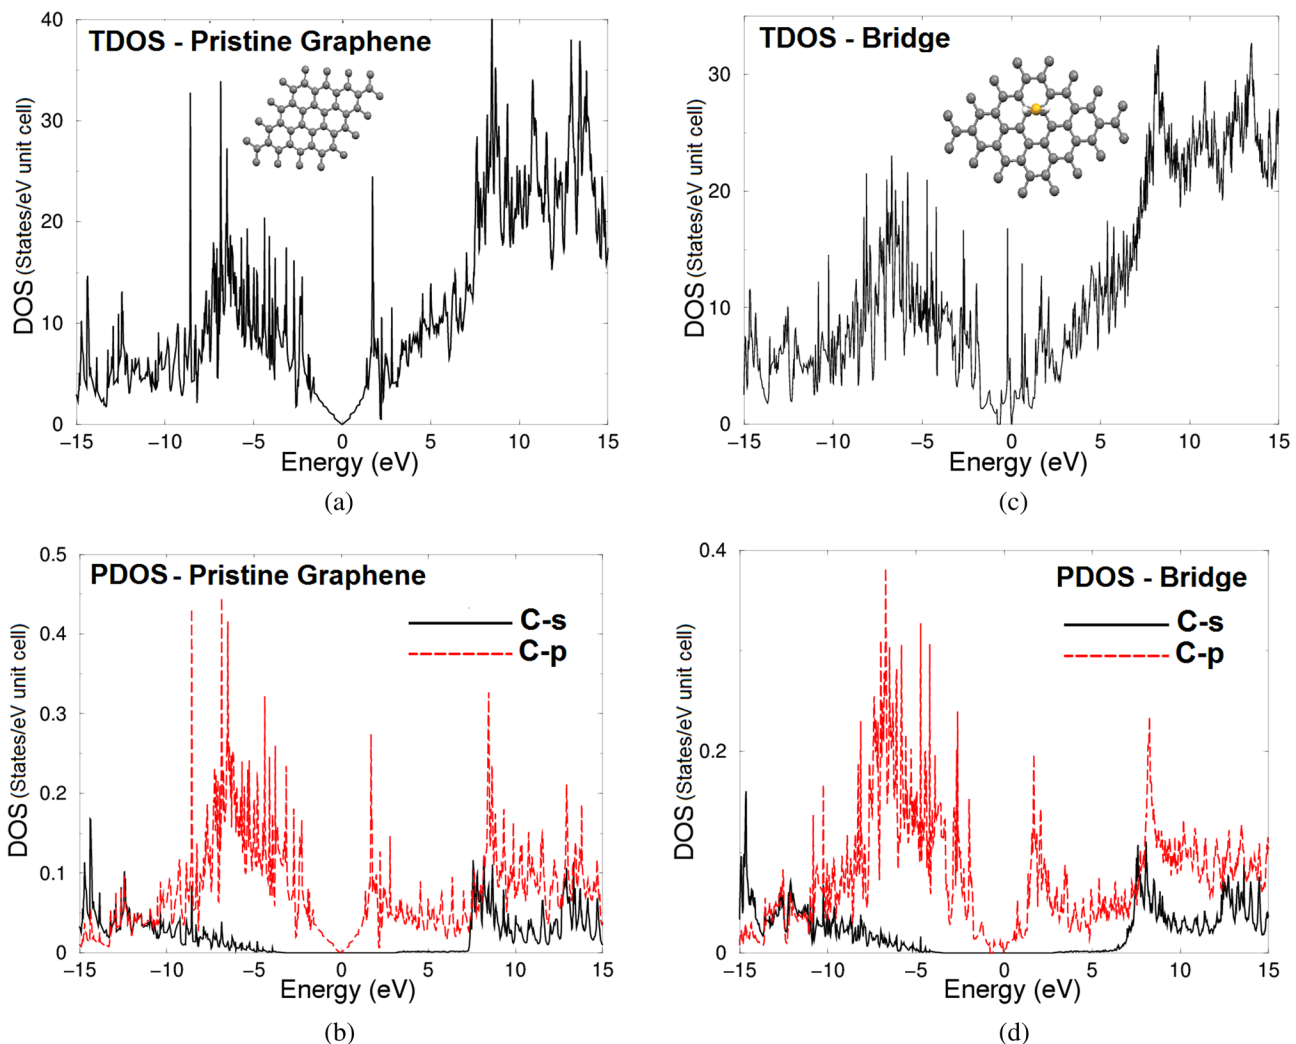 TDOS - Pristine Graphene
40
30
20
10
0
DOS (States/eV unit cell)
−15 −10 −5 0 5 10 15
Energy (eV)
(a)
TDOS - Bridge
30
20
10
0
DOS (States/eV unit cell)
−15 −10 −5 0 5 10 15
Energy (eV)
(c)
PDOS - Pristine Graphene
C-s
C-p
0.5
0.4
0.3
0.2
0.1
0
DOS (States/eV unit cell)
−15 −10 −5 0 5 10 15
Energy (eV)
(b)
PDOS - Bridge
C-s
C-p
0.4
0.2
0
DOS (States/eV unit cell)
−15 −10 −5 0 5 10 15
Energy (eV)
(d)